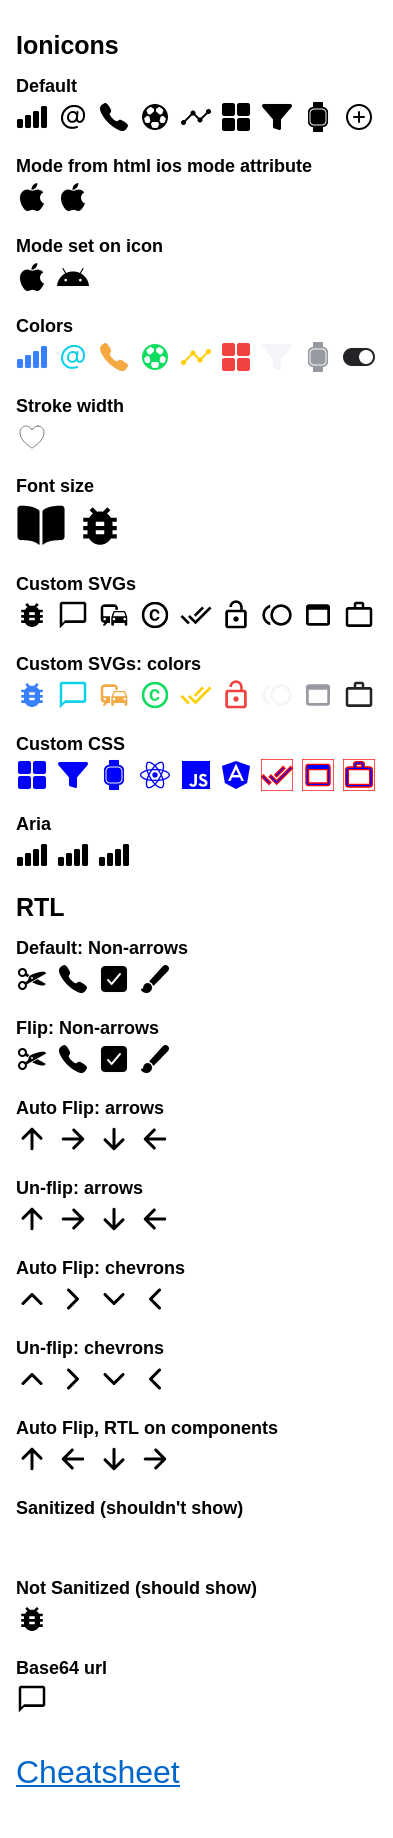 Ionicons
Default
Mode from html ios mode attribute
Mode set on icon
Colors
Stroke width
Font size
Custom SVGs
Custom SVGs: colors
Custom CSS
JS
Aria
RTL
Default: Non-arrows
Flip: Non-arrows
Auto Flip: arrows
Un-flip: arrows
Auto Flip: chevrons
Un-flip: chevrons
Auto Flip, RTL on components
Sanitized (shouldn't show)
Not Sanitized (should show)
Base64 url
Cheatsheet